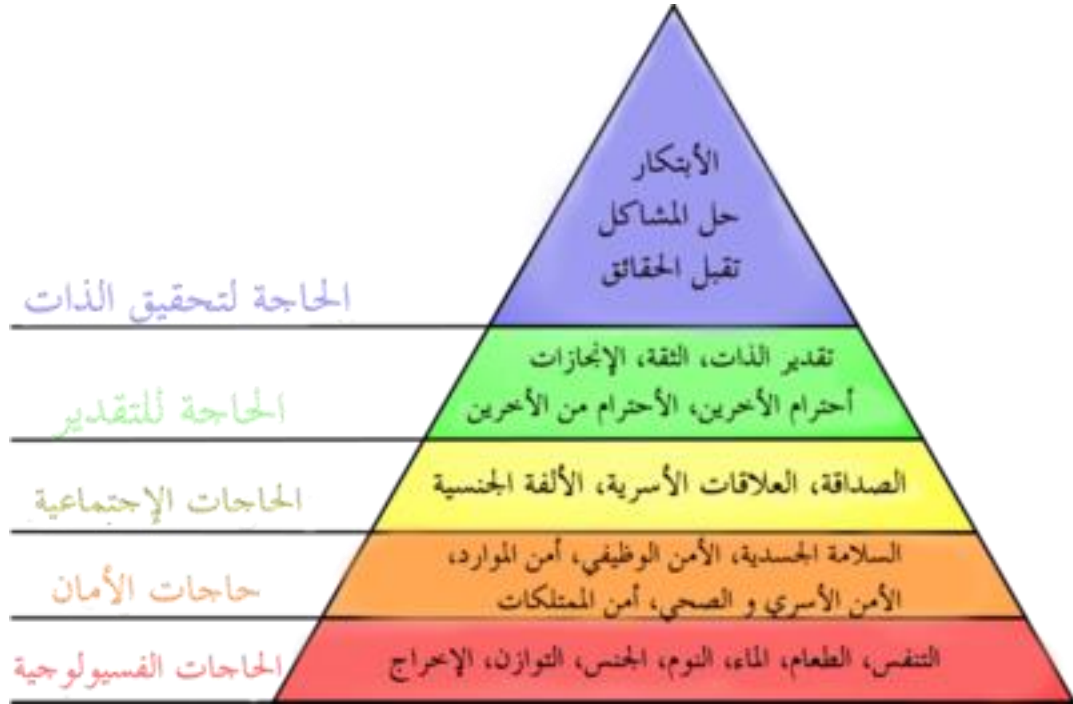 الأبتكار
حل المشاكل
تقبل الحقائق
الحاجة لتحقيق الذات
تقدير الذات، الثقة، الإنجازات
أحترام الأخرين، الأحترام من الأخرين
الحاجة للتقدير
الصداقة، العلاقات الأسرية، الألفة الجنسية
الحاجات الإجتماعية
السلامة الجسدية، الأمن الوظيفي، أمن الموارد،
الأمن الأسري و الصحي، أمن الممتلكات
حاجات الأمان
التنفس، الطعام، الماء، النوم، الجنس، التوازن، الإخراج
الحاجات الفسيولوجية